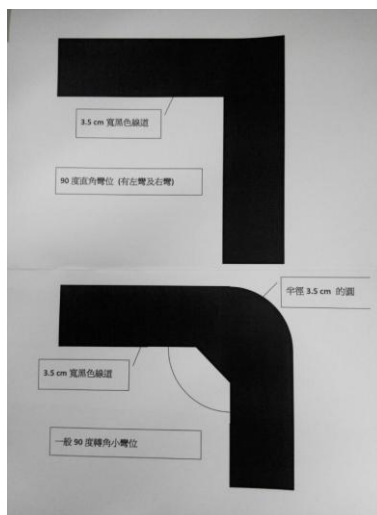 3.5 cm 寬黑色線道
90 度直角彎位 (有左彎及右彎)
半徑 3.5 cm 的圓
3.5 cm 寬黑色線道
一般 90 度轉角小彎位